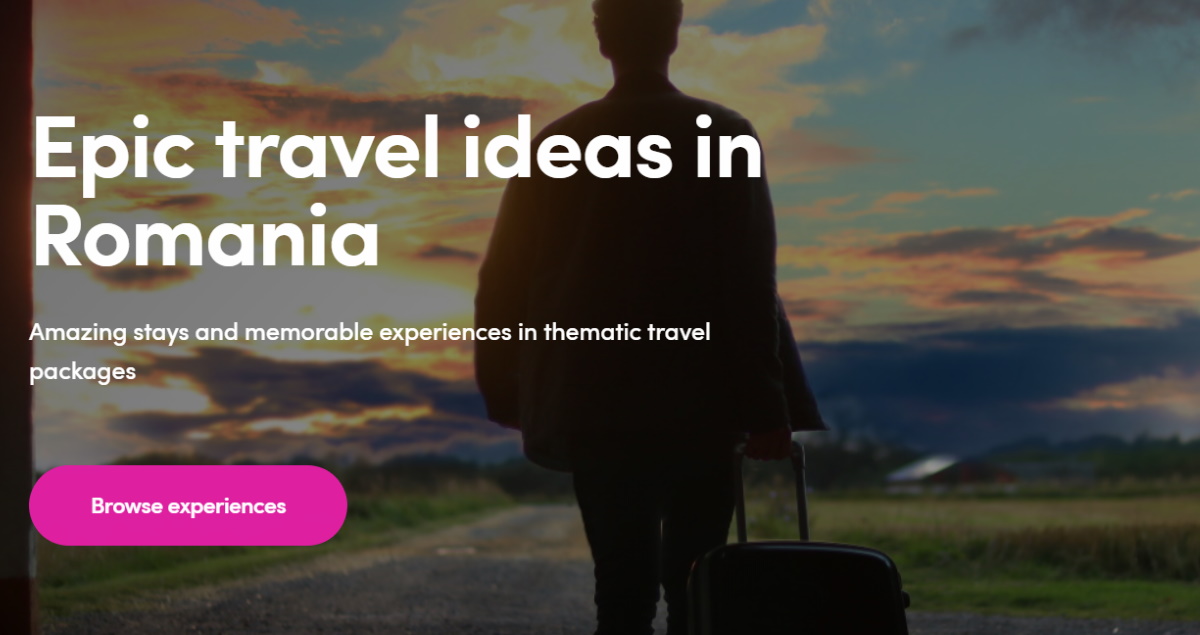 Epic travel ideas in
Romania
Amazing stays and memorable experiences in thematic travel
packages
Browse experiences